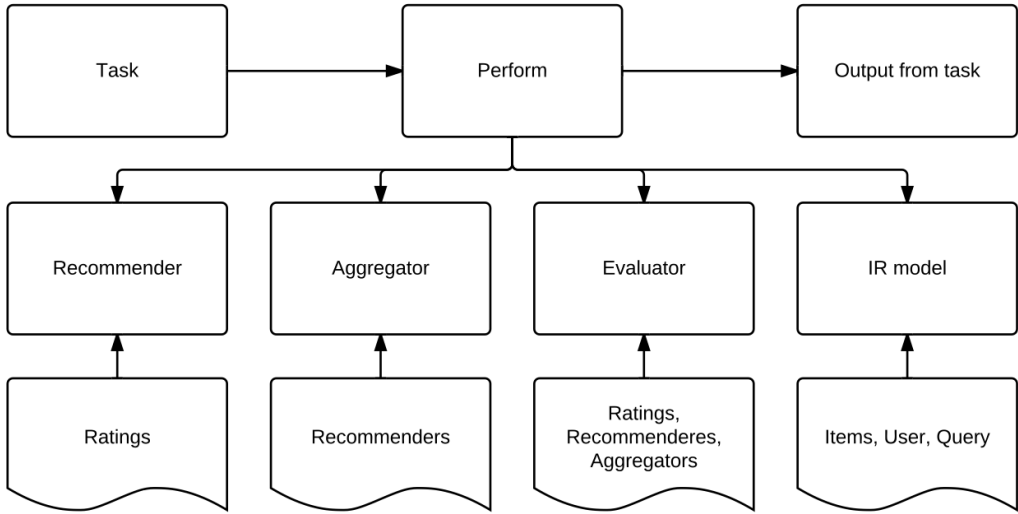 Task
Perform
Output from task
Recommender
Aggregator
Evaluator
IR model
Ratings
Recommenders
Ratings,
Recommenderes,
Aggregators
Items, User, Query